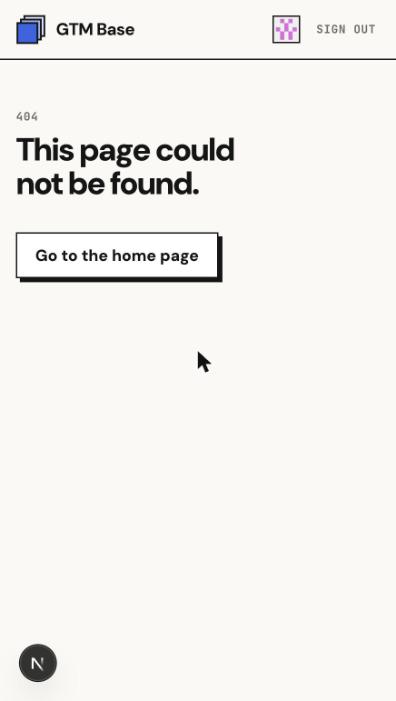 GTM Base
SIGN OUT
404
This page could
not be found.
Go to the home page
N